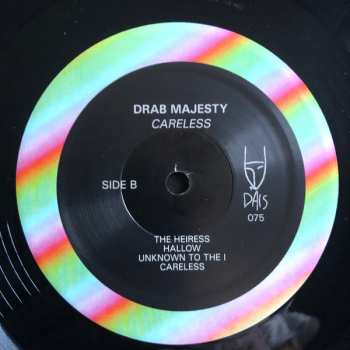 DRAB MAJESTY
CARELESS
SIDE B
DAIS
075
THE HEIRESS
HALLOW
UNKNOWN TO THE I
CARELESS